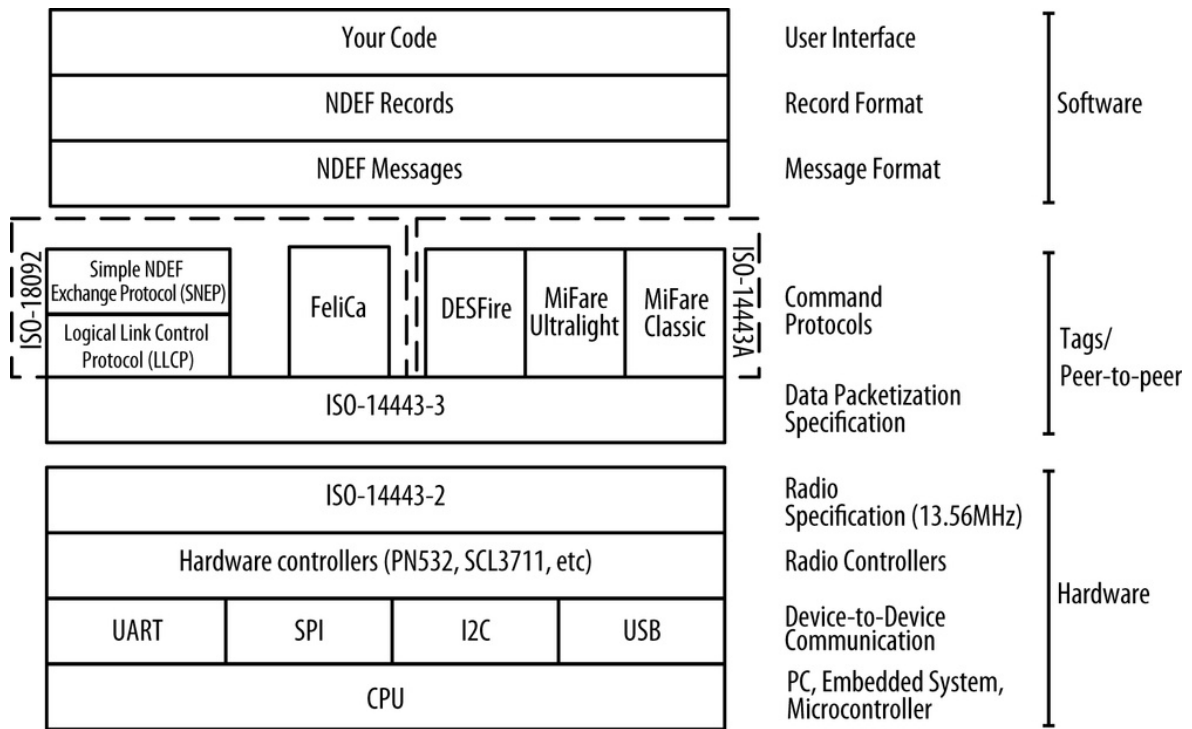 Your Code
User Interface
NDEF Records
Record Format
Software
NDEF Messages
Message Format
ISO-18092
Simple NDEF
Exchange Protocol (SNEP)
Logical Link Control
Protocol (LLCP)
FeliCa
DESFire
MiFare
Ultralight
MiFare
Classic
ISO-14443A
Command
Protocols
Tags/
Peer-to-peer
ISO-14443-3
Data Packetization
Specification
ISO-14443-2
Radio
Specification (13.56MHz)
Hardware controllers (PN532, SCL3711, etc)
Radio Controllers
Hardware
UART
SPI
I2C
USB
Device-to-Device
Communication
CPU
PC, Embedded System,
Microcontroller